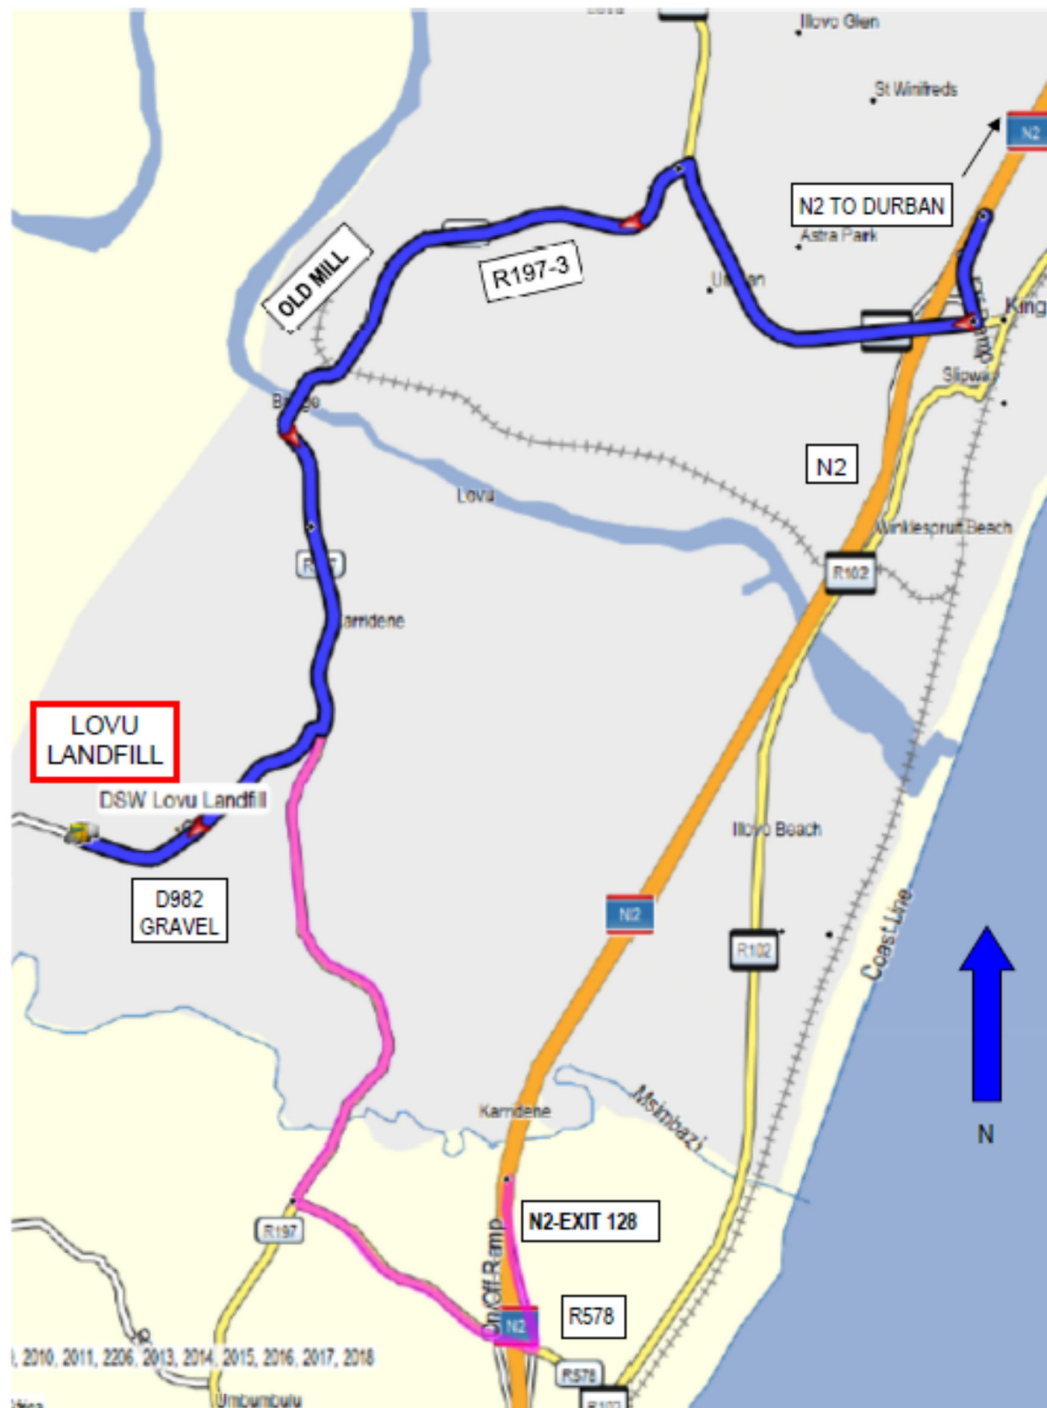 Illovo Glen
St Winifreds
N2
N2 TO DURBAN
Astra Park
OLD MILL
R197-3
King
Slipway
N2
Lovu
Winklespruit Beach
R102
Karridene
LOVU
LANDFILL
DSW Lovu Landfill
Illovo Beach
D982
GRAVEL
N2
R102
Coast Line
Karridene
Msimbazi
N
N2-EXIT 128
On/Off Ramp
R197
N2
R578
2010, 2011, 2206, 2013, 2014, 2015, 2016, 2017, 2018
R578
R102
Umbumbulu